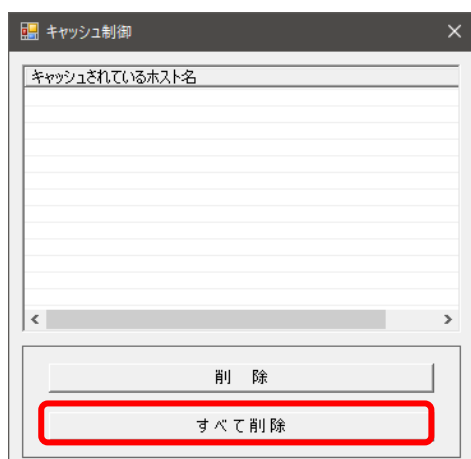 キャッシュ制御
キャッシュされているホスト名
削　除
すべて削除